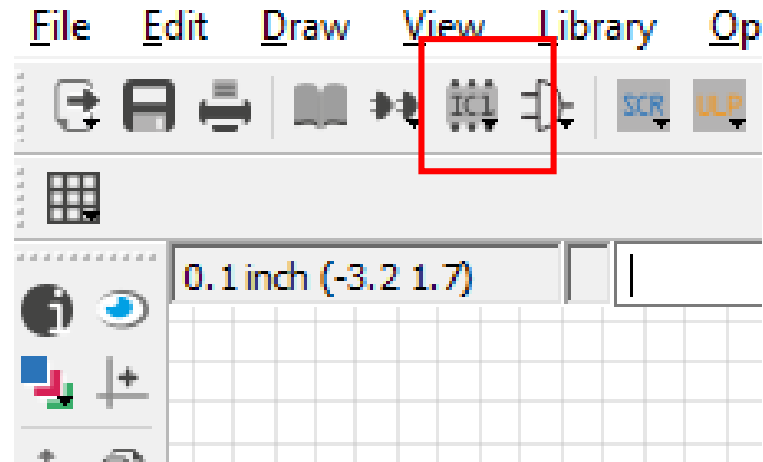 File Edit Draw View Library Op
IC1 SCR ULP
0.1 inch (-3.2 1.7)